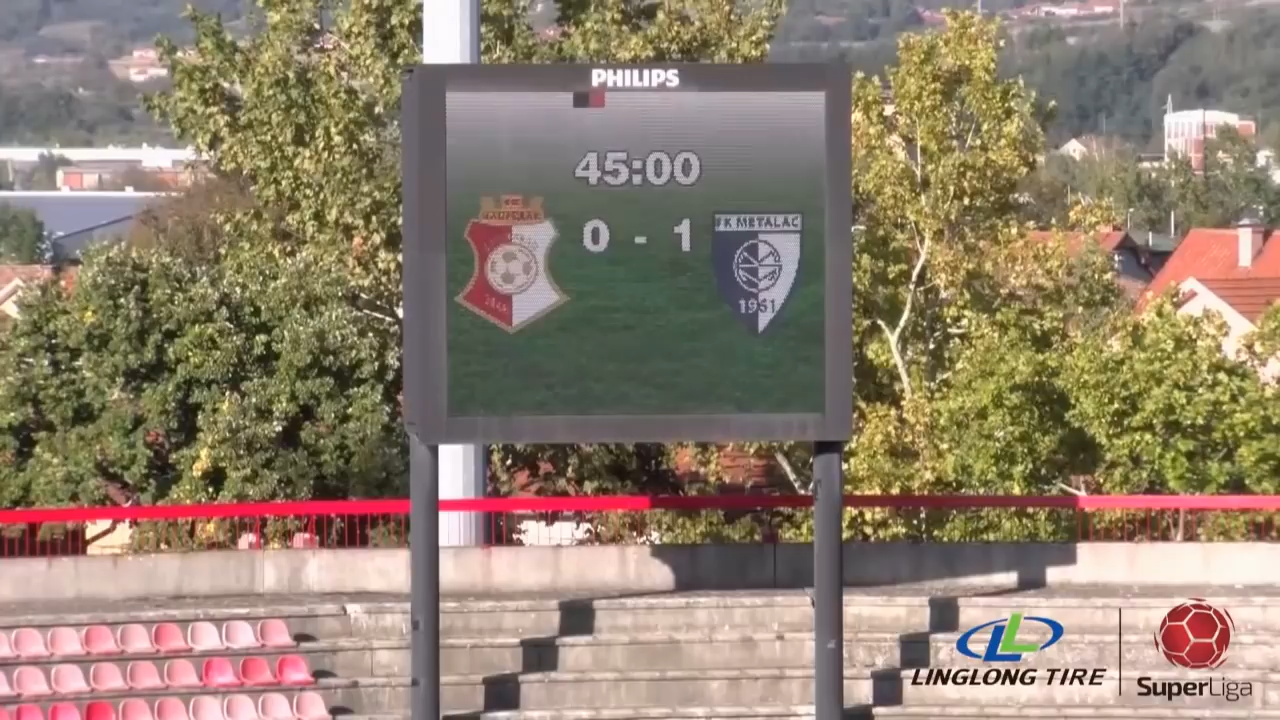 PHILIPS
45:00
0 - 1
FK METALAC
1961
LINGLONG TIRE
SuperLiga